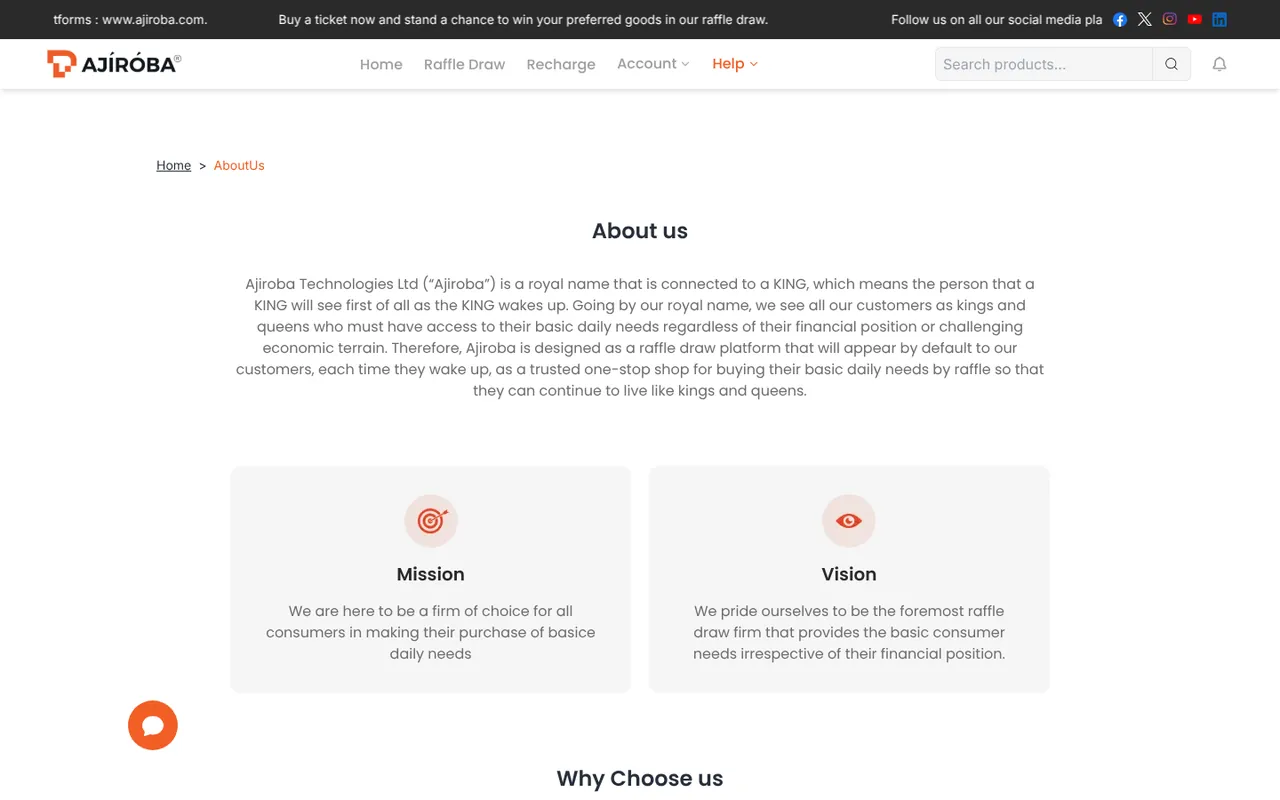 tforms : www.ajiroba.com. Buy a ticket now and stand a chance to win your preferred goods in our raffle draw. Follow us on all our social media pla
AJÍRÓBA®
Home Raffle Draw Recharge Account Help
Search products...
Home > AboutUs
About us
Ajiroba Technologies Ltd (“Ajiroba”) is a royal name that is connected to a KING, which means the person that a
KING will see first of all as the KING wakes up. Going by our royal name, we see all our customers as kings and
queens who must have access to their basic daily needs regardless of their financial position or challenging
economic terrain. Therefore, Ajiroba is designed as a raffle draw platform that will appear by default to our
customers, each time they wake up, as a trusted one-stop shop for buying their basic daily needs by raffle so that
they can continue to live like kings and queens.
Mission
We are here to be a firm of choice for all
consumers in making their purchase of basice
daily needs
Vision
We pride ourselves to be the foremost raffle
draw firm that provides the basic consumer
needs irrespective of their financial position.
Why Choose us